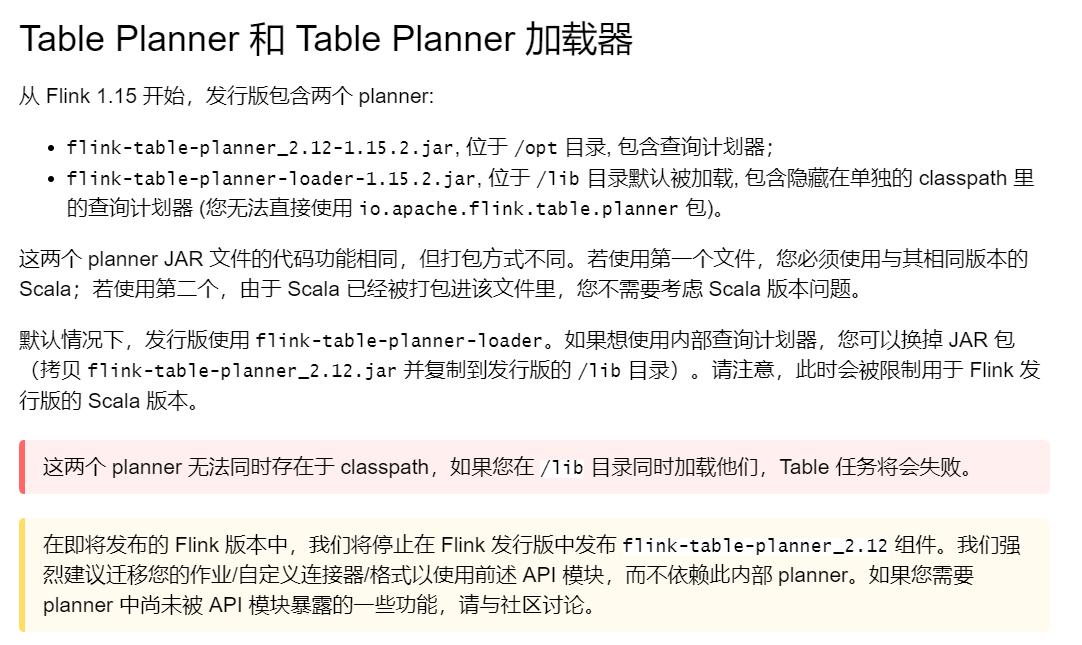 Table Planner 和 Table Planner 加载器
从 Flink 1.15 开始，发行版包含两个 planner:
• flink-table-planner_2.12-1.15.2.jar, 位于 /opt 目录, 包含查询计划器；
• flink-table-planner-loader-1.15.2.jar, 位于 /lib 目录默认被加载, 包含隐藏在单独的 classpath 里
的查询计划器 (您无法直接使用 io.apache.flink.table.planner 包)。
这两个 planner JAR 文件的代码功能相同，但打包方式不同。若使用第一个文件，您必须使用与其相同版本的
Scala；若使用第二个，由于 Scala 已经被打包进该文件里，您不需要考虑 Scala 版本问题。
默认情况下，发行版使用 flink-table-planner-loader。如果想使用内部查询计划器，您可以换掉 JAR 包
（拷贝 flink-table-planner_2.12.jar 并复制到发行版的 /lib 目录）。请注意，此时会被限制用于 Flink 发
行版的 Scala 版本。
这两个 planner 无法同时存在于 classpath，如果您在 /lib 目录同时加载他们，Table 任务将会失败。
在即将发布的 Flink 版本中，我们将停止在 Flink 发行版中发布 flink-table-planner_2.12 组件。我们强
烈建议迁移您的作业/自定义连接器/格式以使用前述 API 模块，而不依赖此内部 planner。如果您需要
planner 中尚未被 API 模块暴露的一些功能，请与社区讨论。